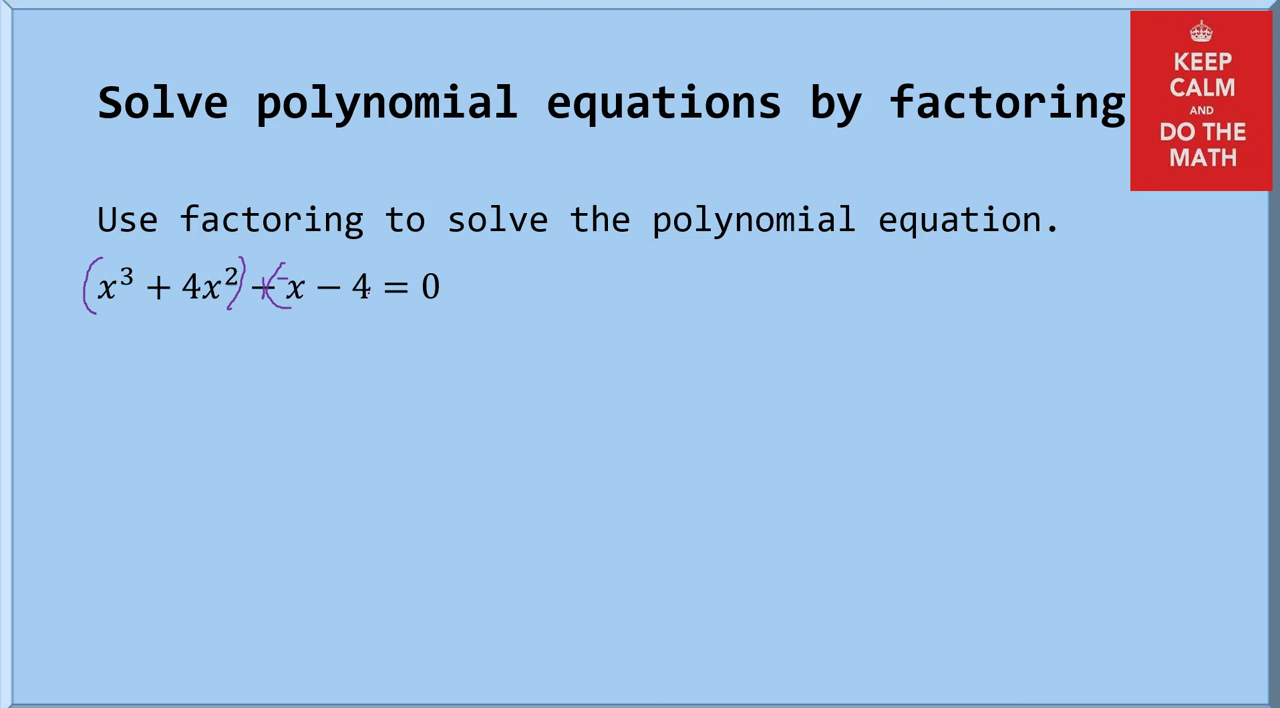 Solve polynomial equations by factoring
KEEP
CALM
AND
DO THE
MATH
Use factoring to solve the polynomial equation.
(x³ + 4x²) + (-x − 4 = 0